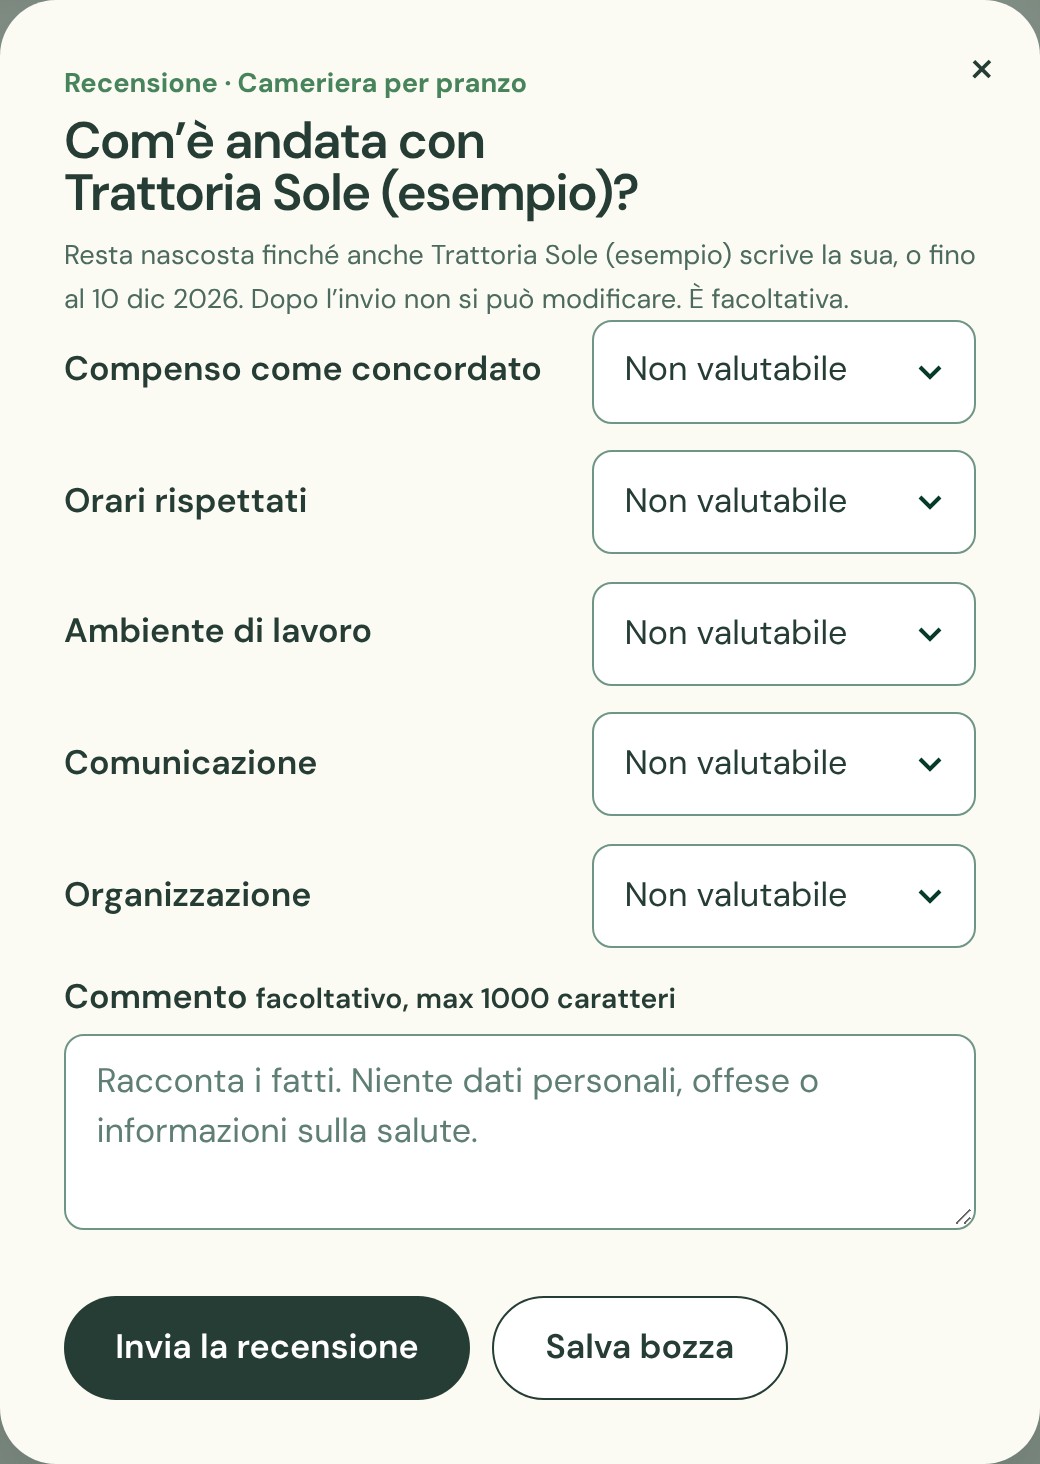 Recensione · Cameriera per pranzo
Com’è andata con
Trattoria Sole (esempio)?
Resta nascosta finché anche Trattoria Sole (esempio) scrive la sua, o fino
al 10 dic 2026. Dopo l’invio non si può modificare. È facoltativa.
Compenso come concordato Non valutabile
Orari rispettati Non valutabile
Ambiente di lavoro Non valutabile
Comunicazione Non valutabile
Organizzazione Non valutabile
Commento facoltativo, max 1000 caratteri
Racconta i fatti. Niente dati personali, offese o
informazioni sulla salute.
Invia la recensione Salva bozza